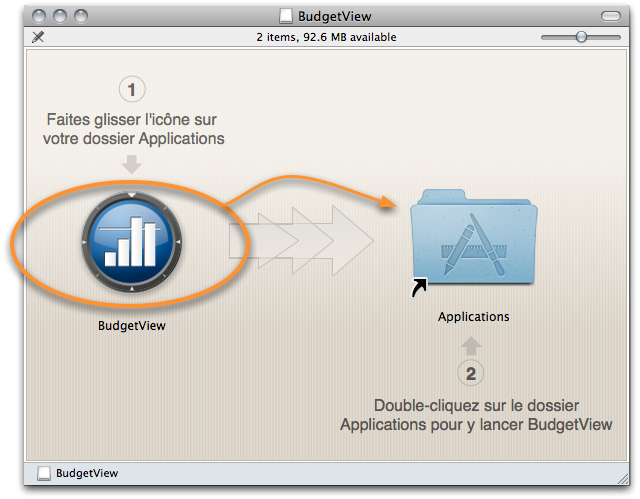 BudgetView
2 items, 92.6 MB available
1
Faites glisser l'icône sur
votre dossier Applications
BudgetView
Applications
2
Double-cliquez sur le dossier
Applications pour y lancer BudgetView
BudgetView